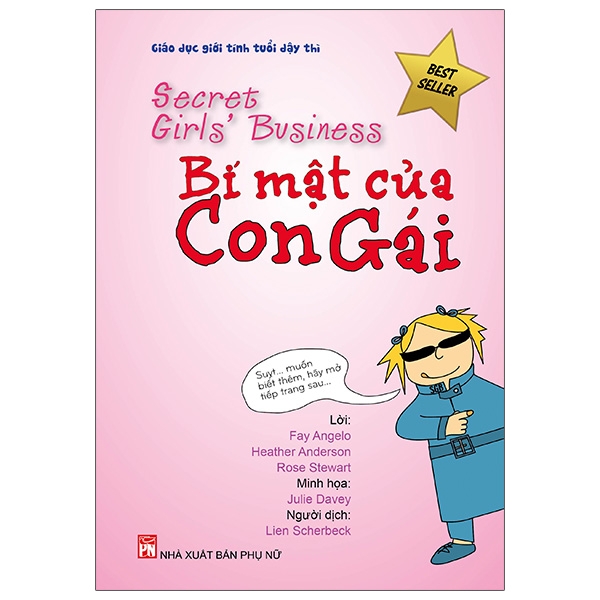 Giáo dục giới tính tuổi dậy thì
BEST
SELLER
Secret
Girls' Business
Bí mật của
Con Gái
Suỵt... muốn
biết thêm, hãy mở
tiếp trang sau...
SGB
Lời:
Fay Angelo
Heather Anderson
Rose Stewart
Minh họa:
Julie Davey
Người dịch:
Lien Scherbeck
PN
NHÀ XUẤT BẢN PHỤ NỮ